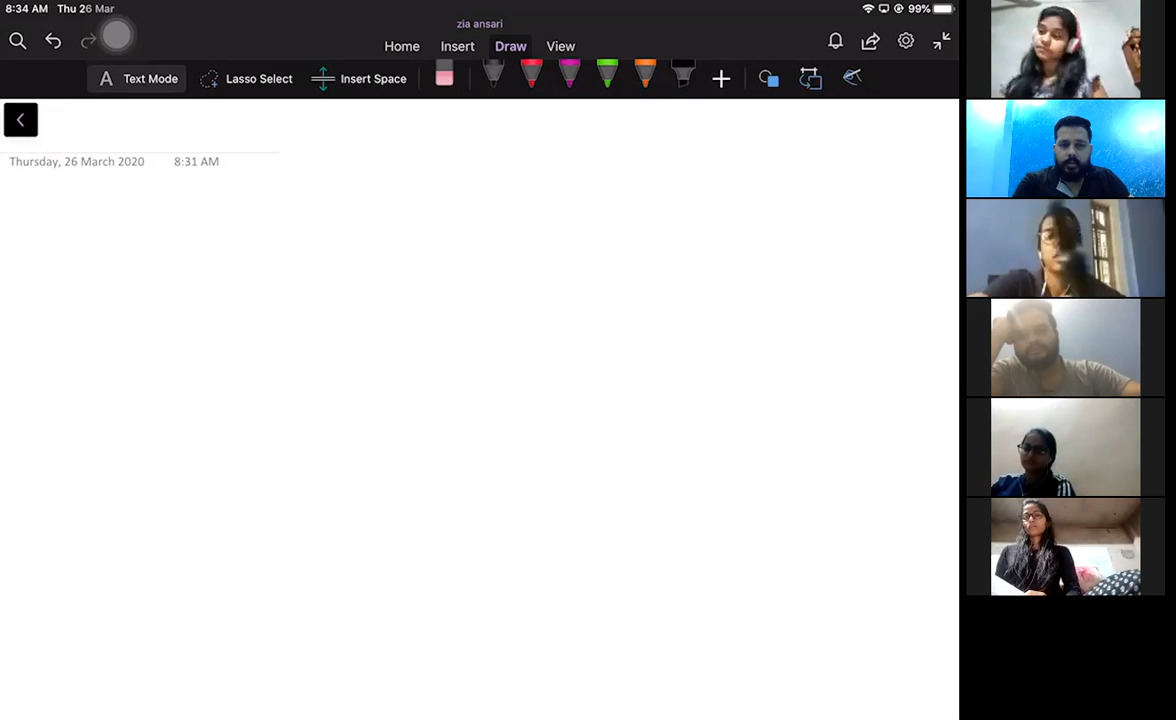 8:34 AM Thu 26 Mar 99%
zia ansari
Home Insert Draw View
A Text Mode Lasso Select Insert Space
Thursday, 26 March 2020 8:31 AM